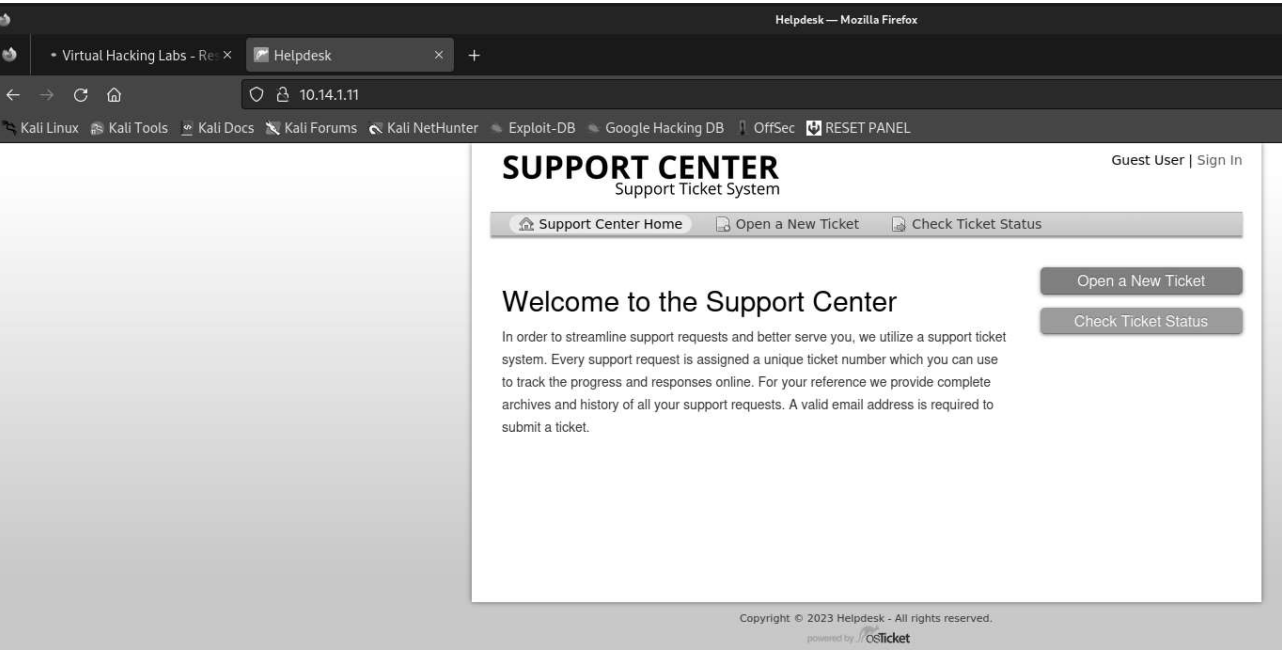 Helpdesk — Mozilla Firefox
Virtual Hacking Labs - Res
Helpdesk
10.14.1.11
Kali Linux Kali Tools Kali Docs Kali Forums Kali NetHunter Exploit-DB Google Hacking DB OffSec RESET PANEL
SUPPORT CENTER
Support Ticket System
Guest User | Sign In
Support Center Home Open a New Ticket Check Ticket Status
Open a New Ticket
Check Ticket Status
Welcome to the Support Center
In order to streamline support requests and better serve you, we utilize a support ticket
system. Every support request is assigned a unique ticket number which you can use
to track the progress and responses online. For your reference we provide complete
archives and history of all your support requests. A valid email address is required to
submit a ticket.
Copyright © 2023 Helpdesk - All rights reserved.
powered by osTicket